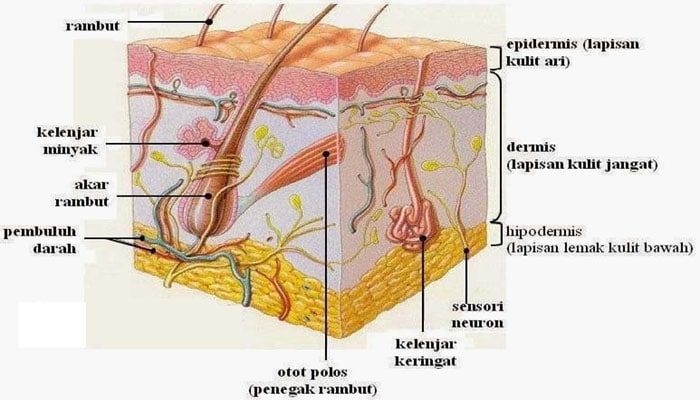 rambut
epidermis (lapisan
kulit ari)
kelenjar
minyak
dermis
(lapisan kulit jangat)
akar
rambut
pembuluh
darah
hipodermis
(lapisan lemak kulit bawah)
sensori
neuron
kelenjar
keringat
otot polos
(penegak rambut)